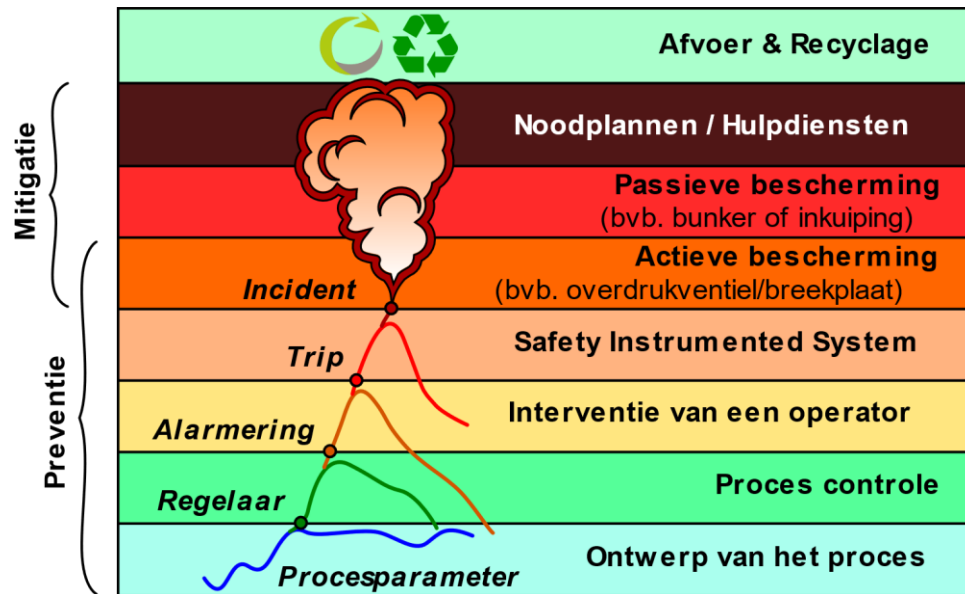 Afvoer & Recyclage
Mitigatie
Noodplannen / Hulpdiensten
Passieve bescherming
(bvb. bunker of inkuiping)
Actieve bescherming
Incident
(bvb. overdrukventiel/breekplaat)
Preventie
Safety Instrumented System
Trip
Interventie van een operator
Alarmering
Proces controle
Regelaar
Ontwerp van het proces
Procesparameter